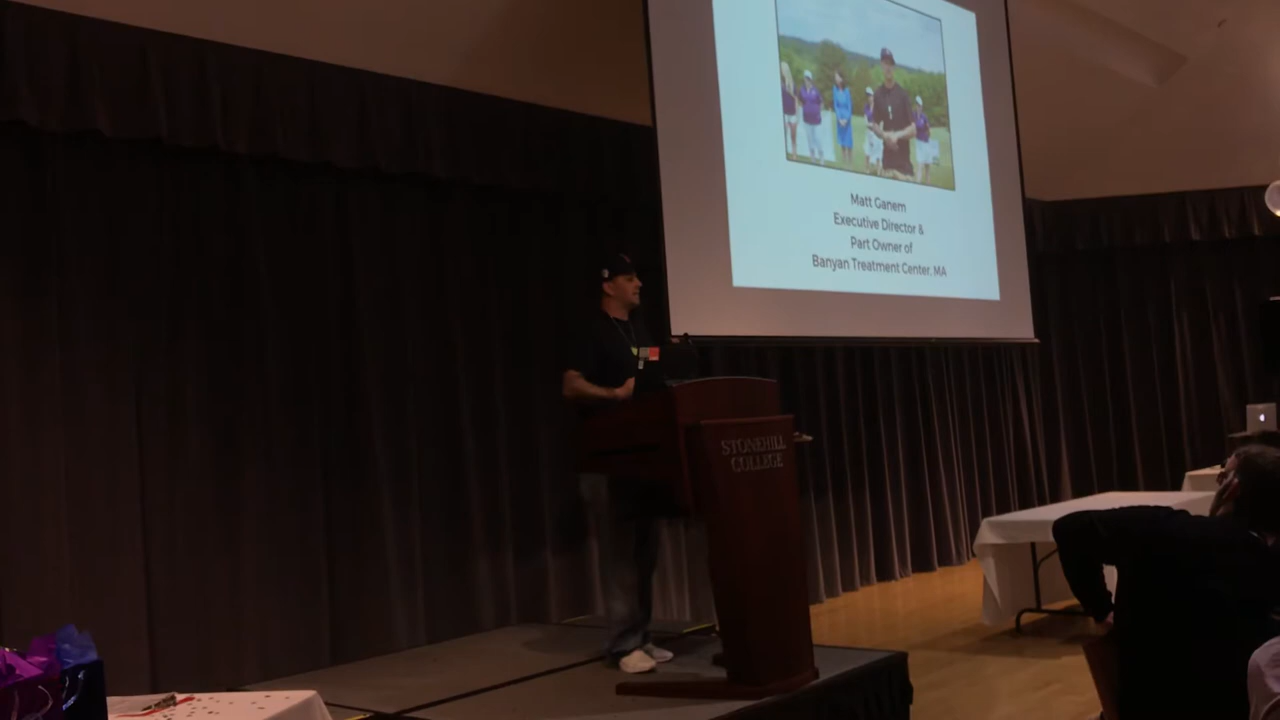 Matt Ganem
Executive Director &
Part Owner of
Banyan Treatment Center, MA
STONEHILL
COLLEGE